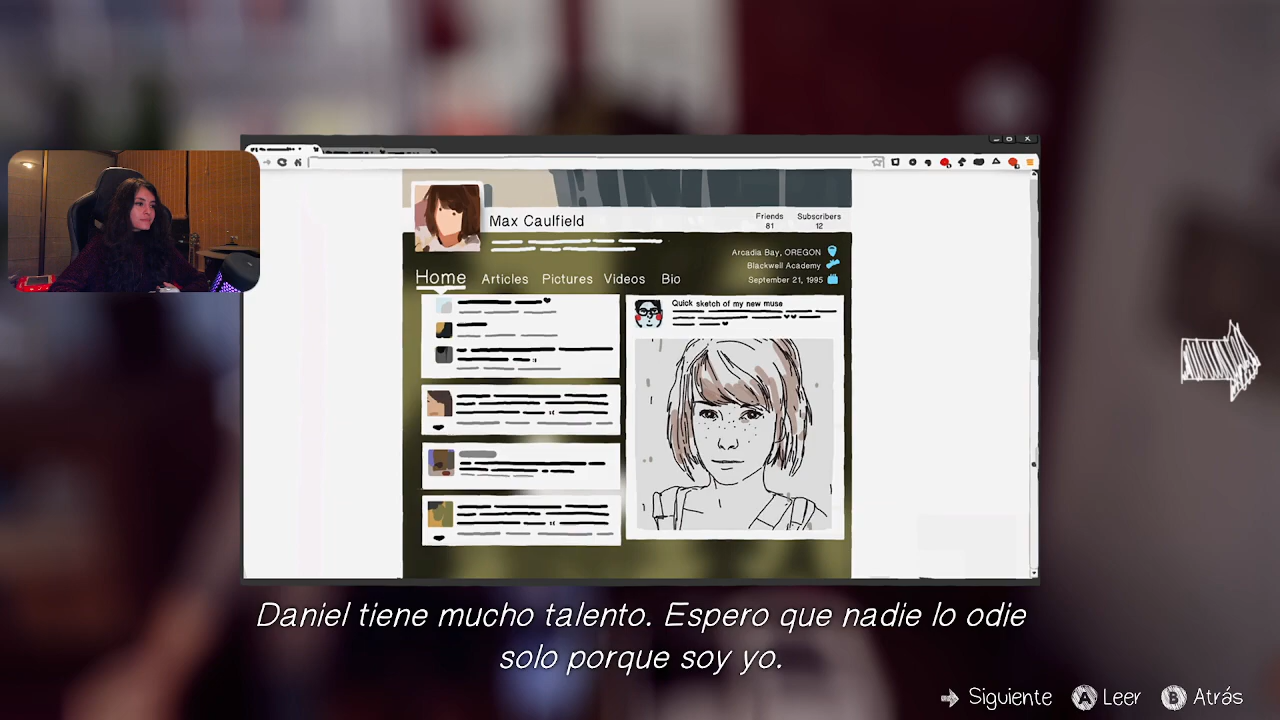 Max Caulfield
Friends
81
Subscribers
12
Arcadia Bay, OREGON
Blackwell Academy
September 21, 1995
Home Articles Pictures Videos Bio
Quick sketch of my new muse
Daniel tiene mucho talento. Espero que nadie lo odie
solo porque soy yo.
Siguiente A Leer B Atrás